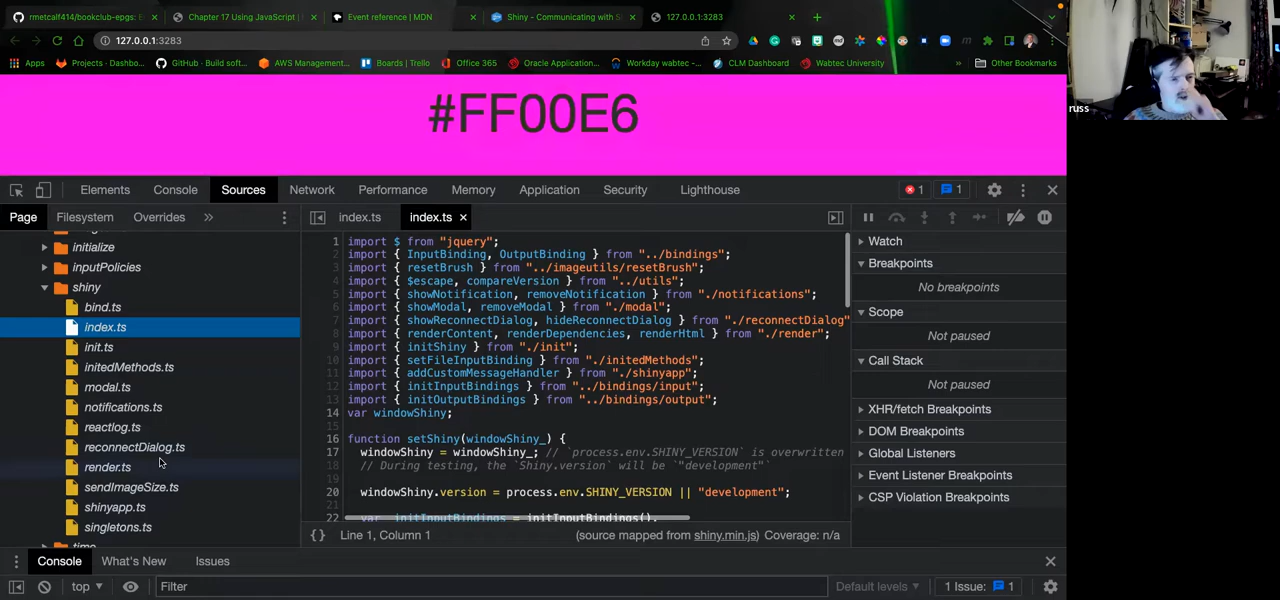 rmetcalf414/bookclub-epgs: E
Chapter 17 Using JavaScript |
Event reference | MDN
Shiny - Communicating with S
127.0.0.1:3283
127.0.0.1:3283
Apps
Projects · Dashbo...
GitHub · Build soft...
AWS Management...
Boards | Trello
Office 365
Oracle Application...
Workday wabtec –...
CLM Dashboard
Wabtec University
»
Other Bookmarks
russ
#FF00E6
Elements
Console
Sources
Network
Performance
Memory
Application
Security
Lighthouse
1
1
Page
Filesystem
Overrides
»
index.ts
index.ts
initialize
inputPolicies
shiny
bind.ts
index.ts
init.ts
initedMethods.ts
modal.ts
notifications.ts
reactlog.ts
reconnectDialog.ts
render.ts
sendImageSize.ts
shinyapp.ts
singletons.ts
time
1 import $ from "jquery";
2 import { InputBinding, OutputBinding } from "../bindings";
3 import { resetBrush } from "../imageutils/resetBrush";
4 import { $escape, compareVersion } from "../utils";
5 import { showNotification, removeNotification } from "./notifications";
6 import { showModal, removeModal } from "./modal";
7 import { showReconnectDialog, hideReconnectDialog } from "./reconnectDialog"
8 import { renderContent, renderDependencies, renderHtml } from "./render";
9 import { initShiny } from "./init";
10 import { setFileInputBinding } from "./initedMethods";
11 import { addCustomMessageHandler } from "./shinyapp";
12 import { initInputBindings } from "../bindings/input";
13 import { initOutputBindings } from "../bindings/output";
14 var windowShiny;
16 function setShiny(windowShiny_) {
17 windowShiny = windowShiny_; // `process.env.SHINY_VERSION` is overwritten
18 // During testing, the `Shiny.version` will be `"development"`
20 windowShiny.version = process.env.SHINY_VERSION || "development";
22 var initInputBindings = initInputBindings(),
{ } Line 1, Column 1
(source mapped from shiny.min.js) Coverage: n/a
Watch
Breakpoints
No breakpoints
Scope
Not paused
Call Stack
Not paused
XHR/fetch Breakpoints
DOM Breakpoints
Global Listeners
Event Listener Breakpoints
CSP Violation Breakpoints
Console
What's New
Issues
top
Filter
Default levels
1 Issue: 1